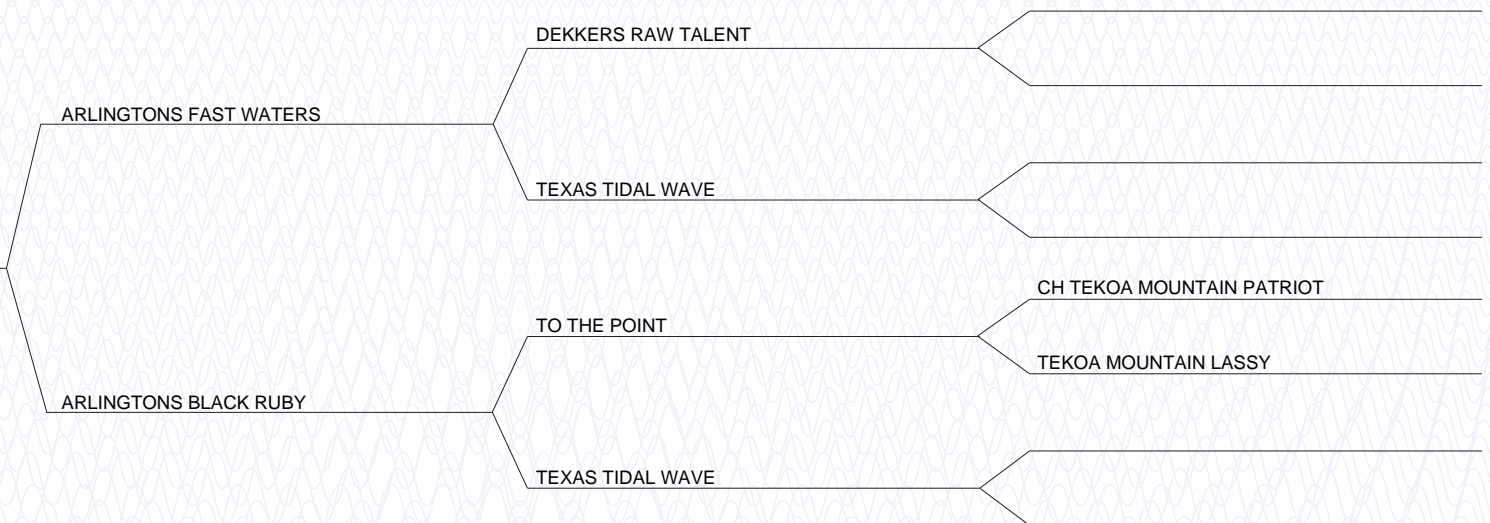 DEKKERS RAW TALENT
ARLINGTONS FAST WATERS
TEXAS TIDAL WAVE
CH TEKOA MOUNTAIN PATRIOT
TO THE POINT
TEKOA MOUNTAIN LASSY
ARLINGTONS BLACK RUBY
TEXAS TIDAL WAVE